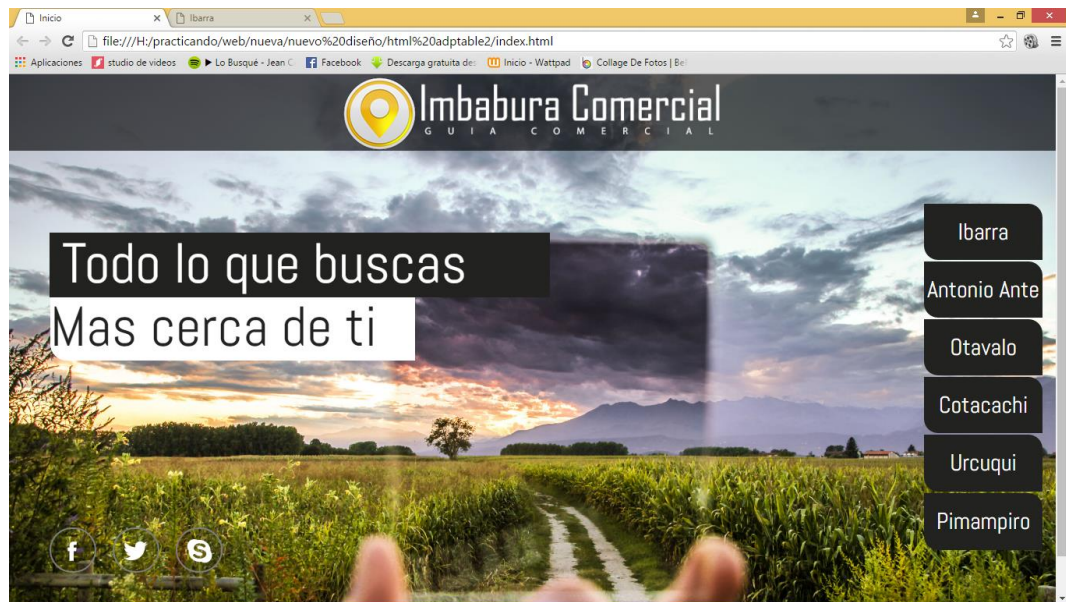 Inicio
Ibarra
file:///H:/practicando/web/nueva/nuevo%20diseño/html%20adptable2/index.html
Aplicaciones studio de videos Lo Busqué - Jean C Facebook Descarga gratuita de Inicio - Wattpad Collage De Fotos | Be
Imbabura Comercial
GUIA COMERCIAL
Todo lo que buscas
Mas cerca de ti
Ibarra
Antonio Ante
Otavalo
Cotacachi
Urcuqui
Pimampiro